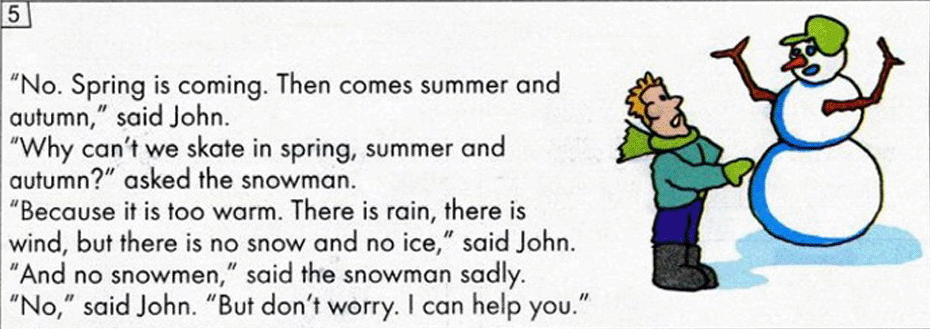 5
“No. Spring is coming. Then comes summer and
autumn,” said John.
“Why can’t we skate in spring, summer and
autumn?” asked the snowman.
“Because it is too warm. There is rain, there is
wind, but there is no snow and no ice,” said John.
“And no snowmen,” said the snowman sadly.
“No,” said John. “But don’t worry. I can help you.”